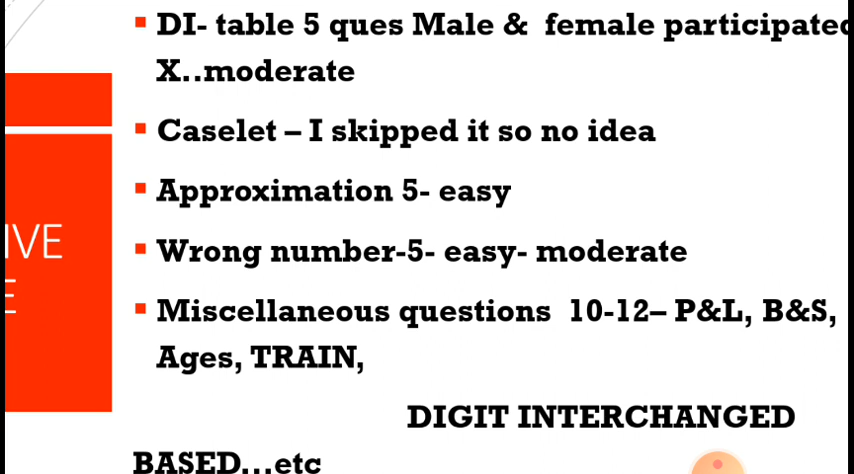 DI- table 5 ques Male & female participated
X..moderate
Caselet – I skipped it so no idea
Approximation 5- easy
IVE
Wrong number-5- easy- moderate
E
Miscellaneous questions 10-12– P&L, B&S,
Ages, TRAIN,
DIGIT INTERCHANGED
BASED...etc